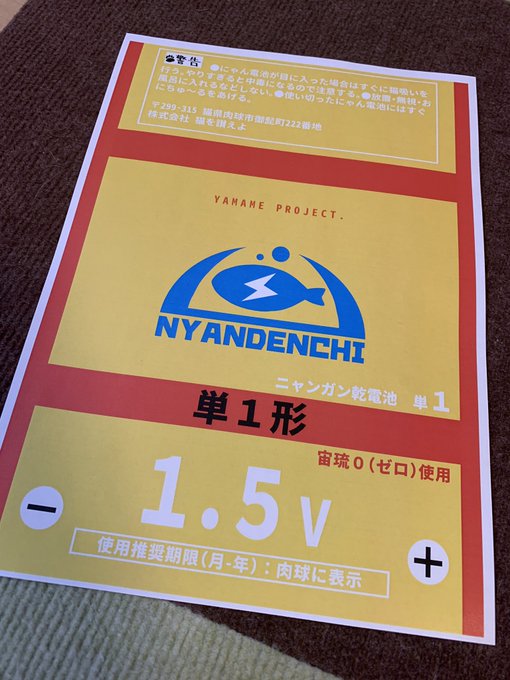 警告 ●にゃん電池が目に入った場合はすぐに猫吸いを
行う。やりすぎると中毒になるので注意する。●放置・無視・お
風呂に入れるなどしない。●使い切ったにゃん電池にはすぐ
にちゅ～るをあげる。
〒299-315 猫県肉球市御髭町222番地
株式会社 猫を讃えよ
YAMAME PROJECT.
NYANDENCHI
ニャンガン乾電池 単1
単1形
宙琉0(ゼロ)使用
1.5V
−
+
使用推奨期限(月-年):肉球に表示